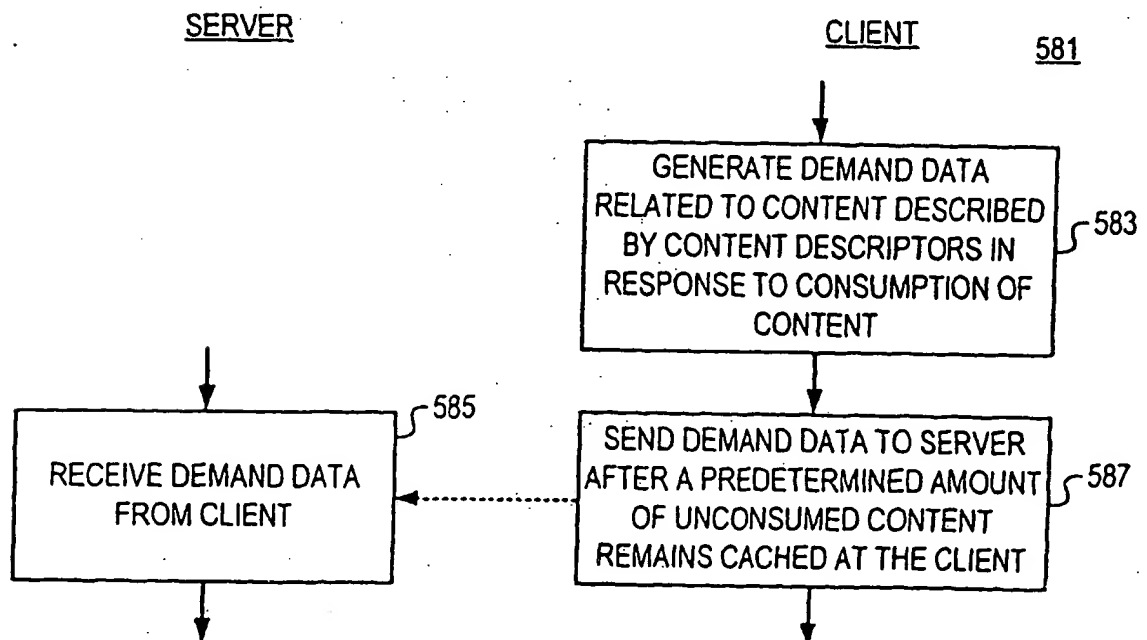 SERVER
CLIENT
581
GENERATE DEMAND DATA
RELATED TO CONTENT DESCRIBED
BY CONTENT DESCRIPTORS IN
RESPONSE TO CONSUMPTION OF
CONTENT
583
585
RECEIVE DEMAND DATA
FROM CLIENT
SEND DEMAND DATA TO SERVER
AFTER A PREDETERMINED AMOUNT
OF UNCONSUMED CONTENT
REMAINS CACHED AT THE CLIENT
587